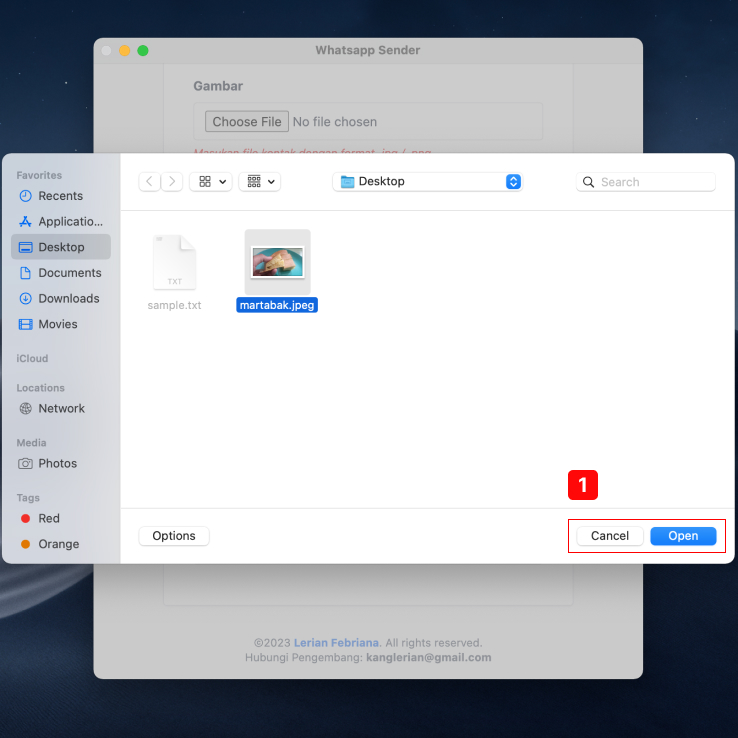 Whatsapp Sender
Gambar
Choose File No file chosen
Masukan file kontak dengan format .jpg / .png
Favorites
Recents
Applicatio...
Desktop
Documents
Downloads
Movies
iCloud
Locations
Network
Media
Photos
Tags
Red
Orange
Desktop
Search
TXT
sample.txt
martabak.jpeg
1
Options
Cancel
Open
©2023 Lerian Febriana. All rights reserved.
Hubungi Pengembang: kanglerian@gmail.com